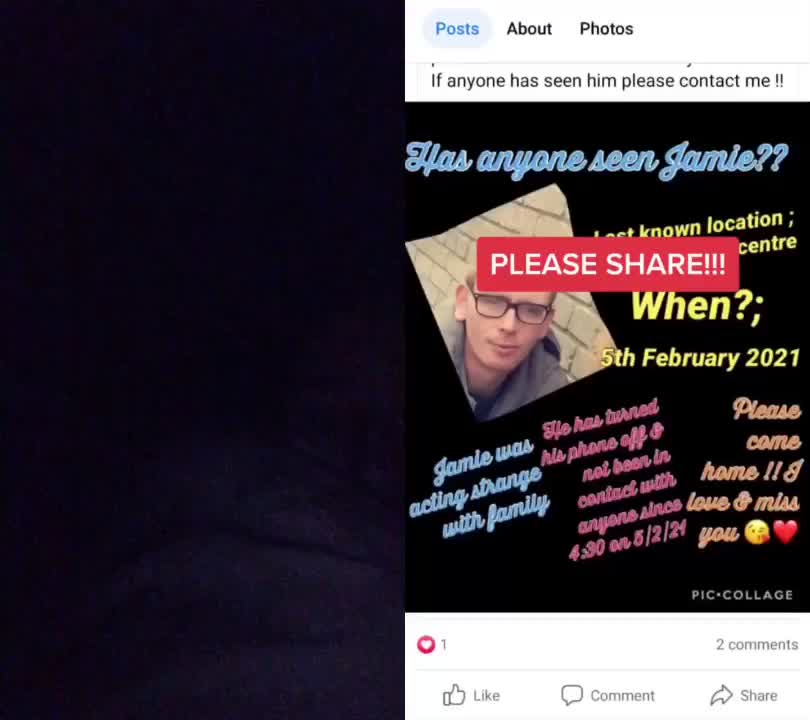 Posts About Photos
If anyone has seen him please contact me !!
Has anyone seen Jamie??
known location ;
centre
PLEASE SHARE!!!
When?;
5th February 2021
Jamie was
acting strange
with family
He has turned
his phone off &
not been in
contact with
anyone since
4:30 on 5/2/21
Please
come
home !! I
love & miss
you 😘❤️
PIC•COLLAGE
1
2 comments
Like Comment Share